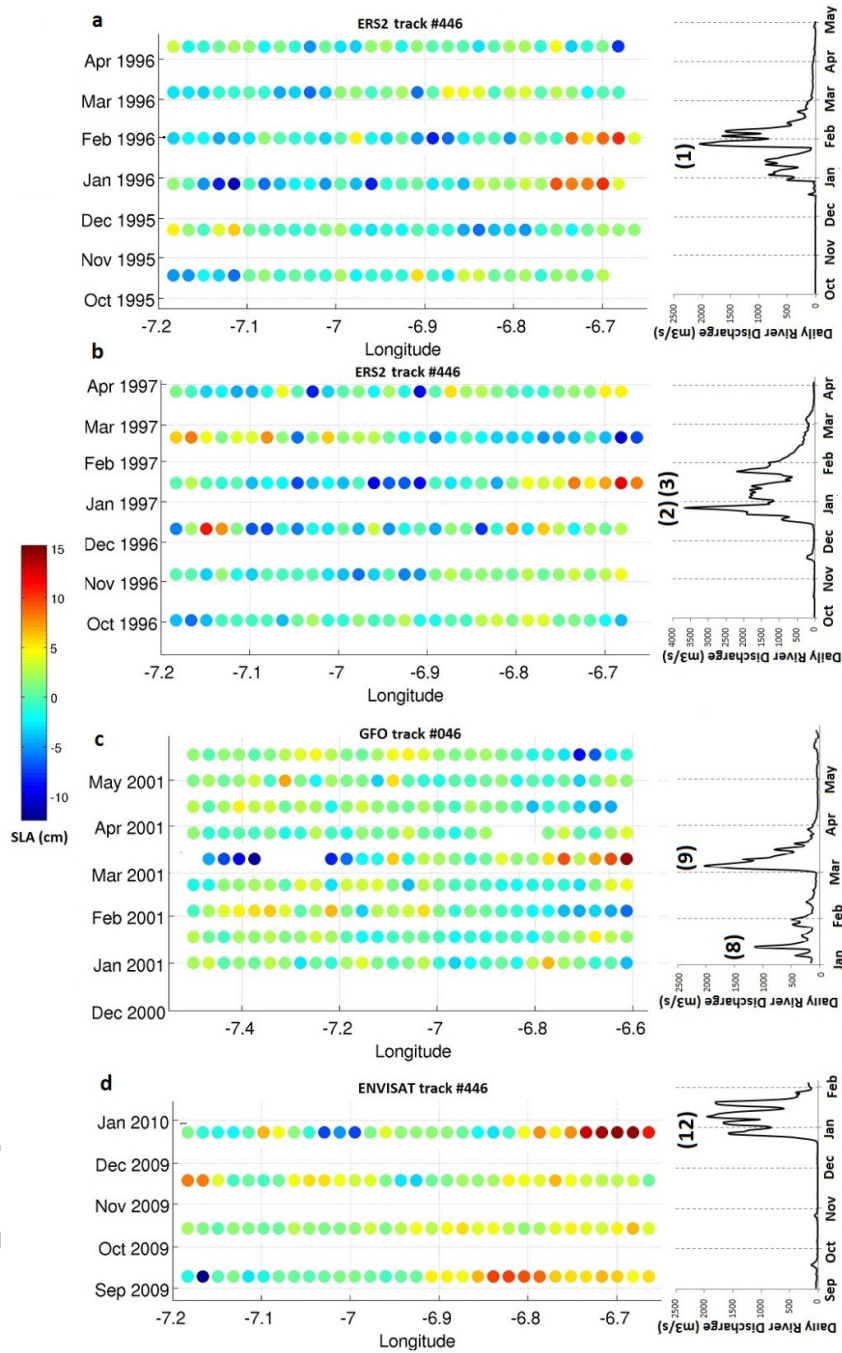 a
ERS2 track #446
Apr 1996
Mar 1996
Feb 1996
Jan 1996
Dec 1995
Nov 1995
Oct 1995
-7.2 -7.1 -7 -6.9 -6.8 -6.7
Longitude
(1)
May
Apr
Mar
Feb
Jan
Dec
Nov
Oct
2500 2000 1500 1000 500 0
Daily River Discharge (m3/s)
b
ERS2 track #446
Apr 1997
Mar 1997
Feb 1997
Jan 1997
Dec 1996
Nov 1996
Oct 1996
-7.2 -7.1 -7 -6.9 -6.8 -6.7
Longitude
(2) (3)
Apr
Mar
Feb
Jan
Dec
Nov
Oct
4000 3500 3000 2500 2000 1500 1000 500 0
Daily River Discharge (m3/s)
15
10
5
0
-5
-10
SLA (cm)
c
GFO track #046
May 2001
Apr 2001
Mar 2001
Feb 2001
Jan 2001
Dec 2000
-7.4 -7.2 -7 -6.8 -6.6
Longitude
(9)
(8)
May
Apr
Mar
Feb
Jan
2500 2000 1500 1000 500 0
Daily River Discharge (m3/s)
d
ENVISAT track #446
Jan 2010
Dec 2009
Nov 2009
Oct 2009
Sep 2009
-7.2 -7.1 -7 -6.9 -6.8 -6.7
Longitude
(12)
Feb
Jan
Dec
Nov
Oct
Sep
2500 2000 1500 1000 500 0
Daily River Discharge (m3/s)